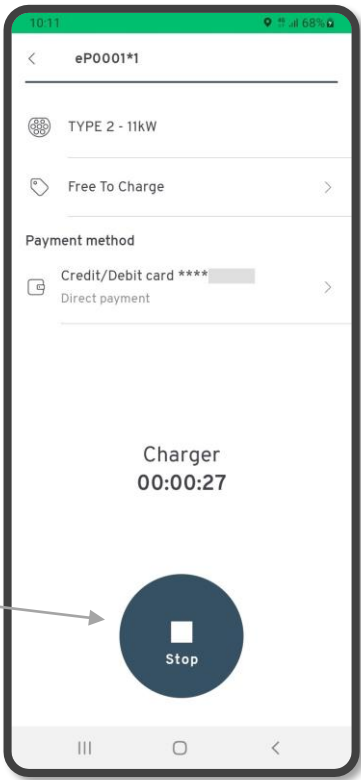 10:11 68%
eP0001*1
TYPE 2 - 11kW
Free To Charge
Payment method
Credit/Debit card ****
Direct payment
Charger
00:00:27
Stop